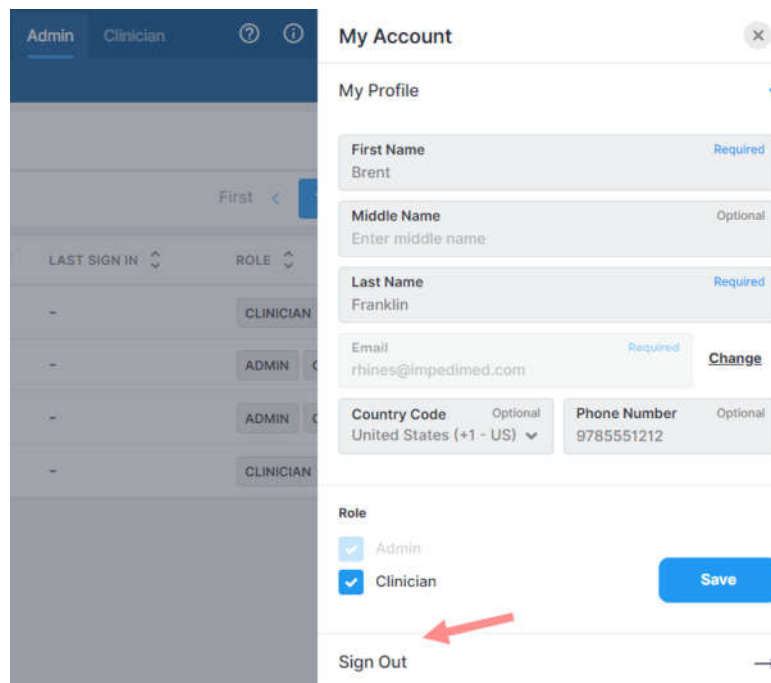 Admin Clinician
My Account
My Profile
First Name Required
Brent
Middle Name Optional
Enter middle name
Last Name Required
Franklin
Email Required
rhines@impedimed.com
Change
Country Code Optional
United States (+1 - US)
Phone Number Optional
9785551212
Role
Admin
Clinician
Save
Sign Out
First
LAST SIGN IN ROLE
- CLINICIAN
- ADMIN
- ADMIN
- CLINICIAN